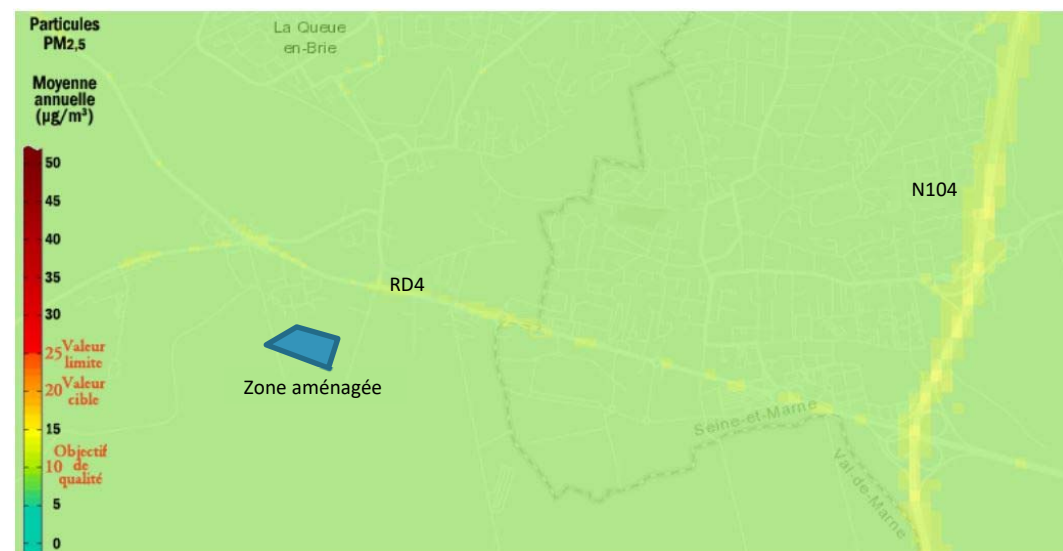 Particules
PM2,5
Moyenne
annuelle
(µg/m³)
50
45
40
35
30
25 Valeur
limite
20 Valeur
cible
15
Objectif
10 de
qualité
5
0
La Queue
en-Brie
N104
RD4
Zone aménagée
Seine-et-Marne
Val-de-Marne